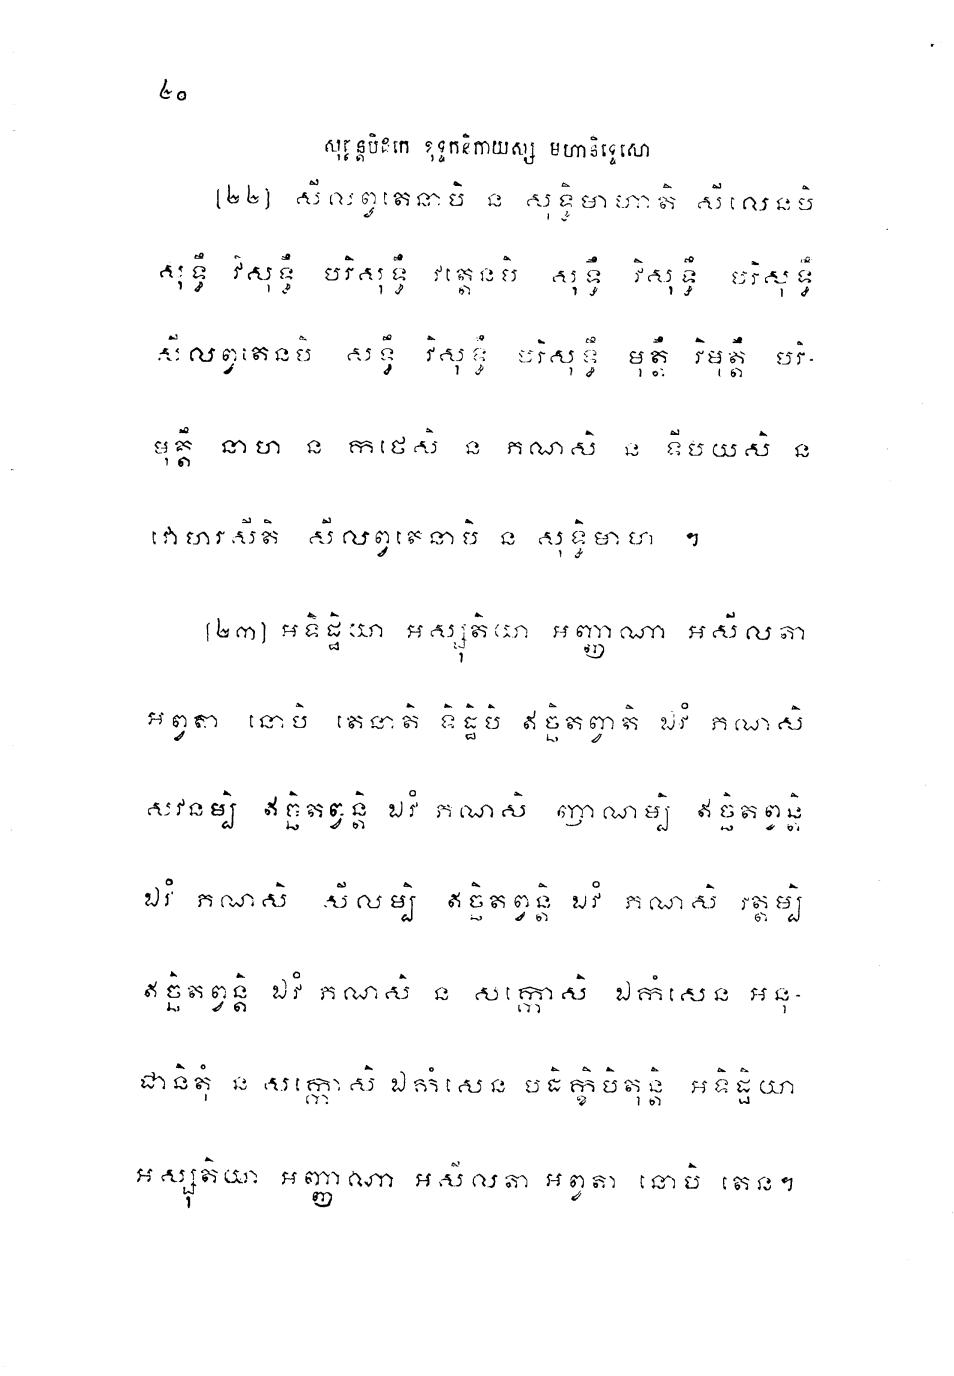 ៤០
សុត្តន្តបិដកេ ខុទ្ទកនិកាយស្ស មហានិទ្ទេសោ
(២២) សីលព្វតេនាបិ ន សុទ្ធិមាហាតិ សីលេនបិ
សុទ្ធឹ វិសុទ្ធឹ បរិសុទ្ធឹ វត្តេនបិ សុទ្ធឹ វិសុទ្ធឹ បរិសុទ្ធឹ
សីលព្វតេនបិ សុទ្ធឹ វិសុទ្ធឹ បរិសុទ្ធឹ មុត្តឹ វិមុត្តឹ បរិ-
មុត្តឹ នាហ ន កថេសិ ន ភណសិ ន ទីបយសិ ន
វោហរសីតិ សីលព្វតេនាបិ ន សុទ្ធិមាហ ។
(២៣) អទិដ្ឋិយា អស្សុតិយា អញ្ញាណា អសីលតា
អព្វតា នោបិ តេនាតិ ទិដ្ឋិបិ ឥច្ឆិតព្វាតិ ឯវំ ភណសិ
សវនម្បិ ឥច្ឆិតព្វន្តិ ឯវំ ភណសិ ញាណម្បិ ឥច្ឆិតព្វន្តិ
ឯវំ ភណសិ សីលម្បិ ឥច្ឆិតព្វន្តិ ឯវំ ភណសិ វត្តម្បិ
ឥច្ឆិតព្វន្តិ ឯវំ ភណសិ ន សក្កោសិ ឯកំសេន អនុ-
ជានិតុំ ន សក្កោសិ ឯកំសេន បដិក្ខិបិតុន្តិ អទិដ្ឋិយា
អស្សុតិយា អញ្ញាណា អសីលតា អព្វតា នោបិ តេន។